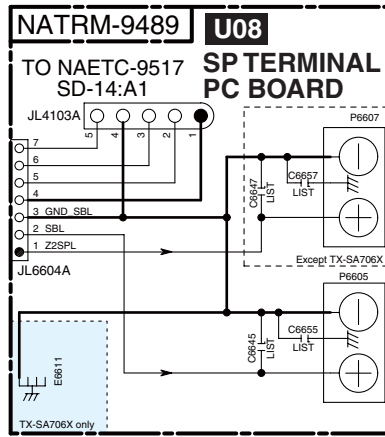 NATRM-9489
U08
TO NAETC-9517
SD-14:A1
SP TERMINAL
PC BOARD
JL4103A
5
4
3
2
1
P6607
7
6
5
4
3 GND_SBL
2 SBL
1 Z2SPL
JL6604A
C6647
LIST
C6657
LIST
Except TX-SA706X
P6605
C6645
LIST
C6655
LIST
E6611
TX-SA706X only